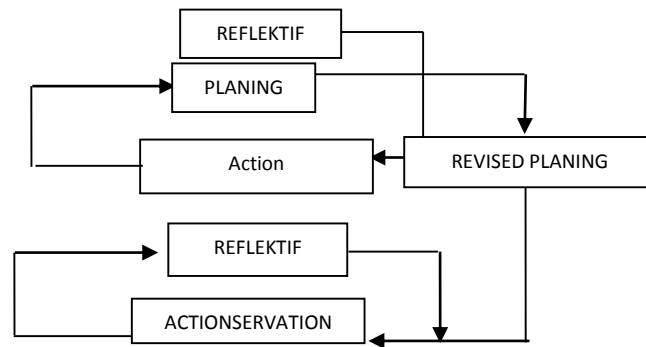 REFLEKTIF
PLANING
Action
REVISED PLANING
REFLEKTIF
ACTIONSERVATION